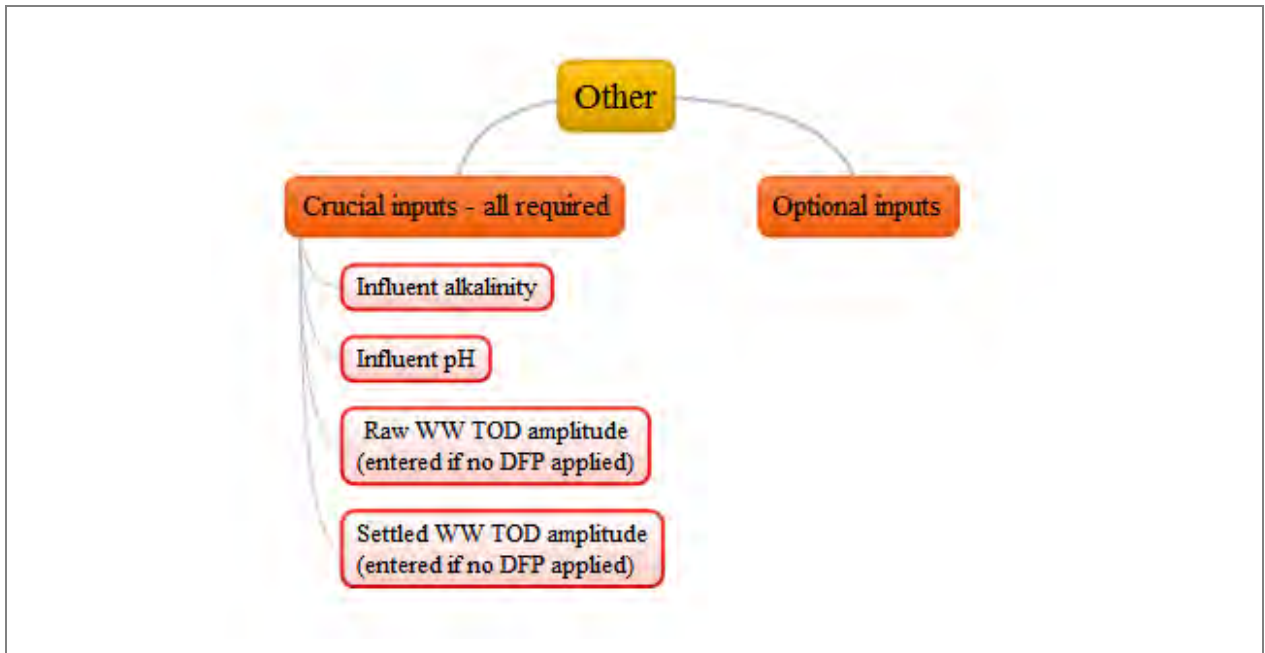 Other
Crucial inputs - all required
Optional inputs
Influent alkalinity
Influent pH
Raw WW TOD amplitude
(entered if no DFP applied)
Settled WW TOD amplitude
(entered if no DFP applied)